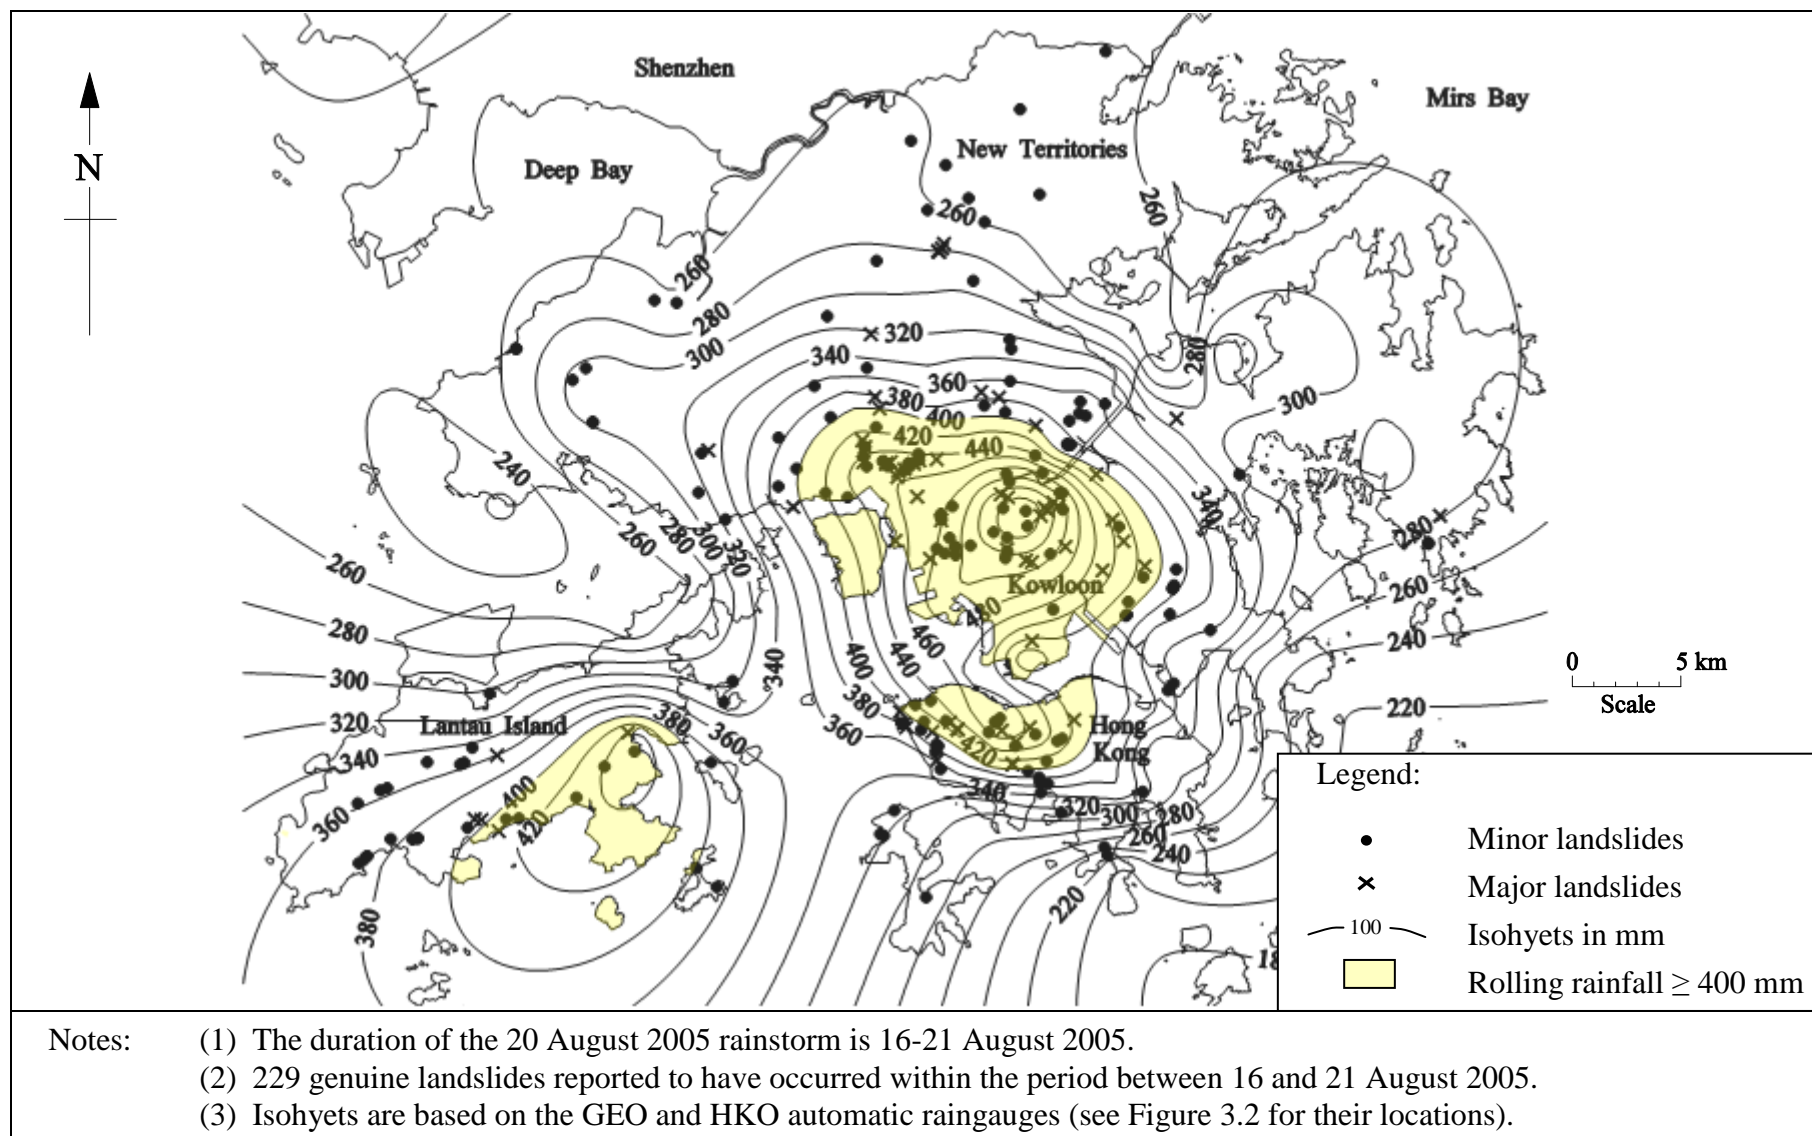 Shenzhen
Mirs Bay
N
New Territories
Deep Bay
260
260
260
280
320
300
340
280
360
380
300
400
420
440
240
340
280
300
280
320
260
260
260
Kowloon
480
280
460
240
340
400
440
300
380
220
320
Lantau Island
380
360
360
420
Hong
Kong
340
400
340
320
300
280
360
420
260
240
220
380
18
0 5 km
Scale
Legend:
Minor landslides
Major landslides
100 Isohyets in mm
Rolling rainfall ≥ 400 mm
Notes: (1) The duration of the 20 August 2005 rainstorm is 16-21 August 2005.
(2) 229 genuine landslides reported to have occurred within the period between 16 and 21 August 2005.
(3) Isohyets are based on the GEO and HKO automatic raingauges (see Figure 3.2 for their locations).